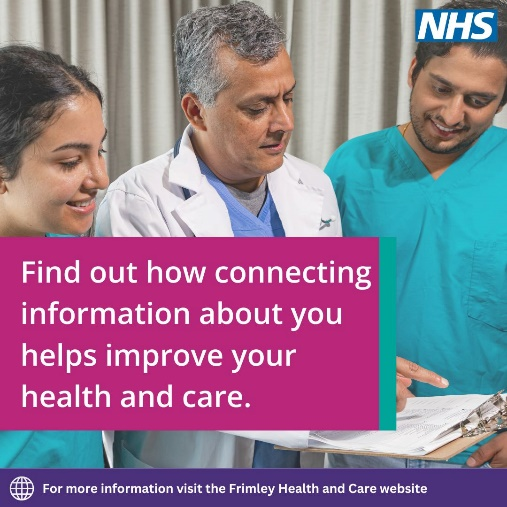 NHS
Find out how connecting
information about you
helps improve your
health and care.
For more information visit the Frimley Health and Care website